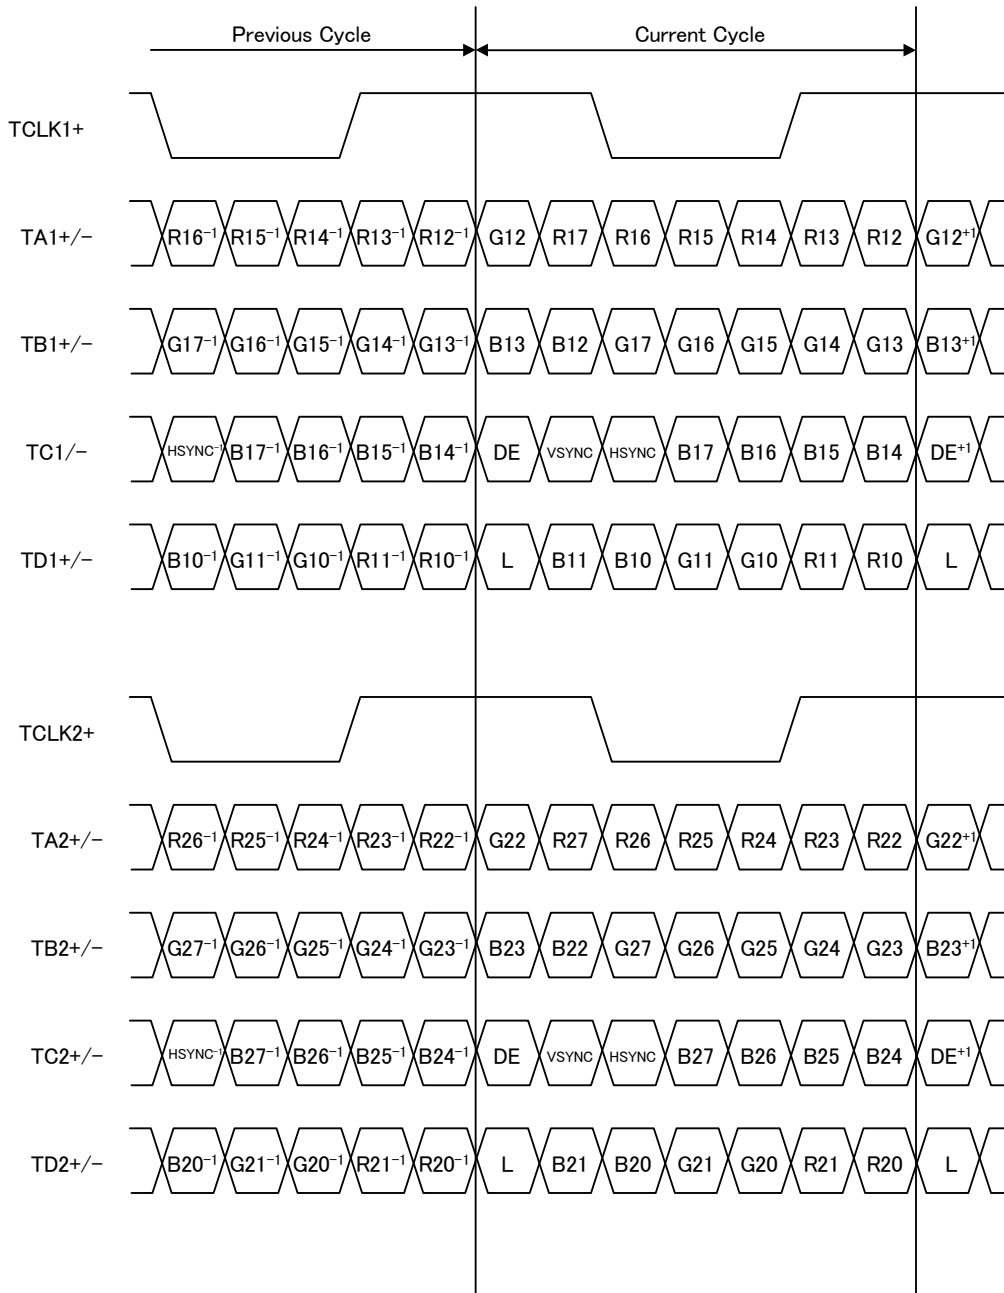 Previous Cycle Current Cycle
TCLK1+
TA1+/− R16⁻¹ R15⁻¹ R14⁻¹ R13⁻¹ R12⁻¹ G12 R17 R16 R15 R14 R13 R12 G12⁺¹
TB1+/− G17⁻¹ G16⁻¹ G15⁻¹ G14⁻¹ G13⁻¹ B13 B12 G17 G16 G15 G14 G13 B13⁺¹
TC1/− HSYNC⁻¹ B17⁻¹ B16⁻¹ B15⁻¹ B14⁻¹ DE VSYNC HSYNC B17 B16 B15 B14 DE⁺¹
TD1+/− B10⁻¹ G11⁻¹ G10⁻¹ R11⁻¹ R10⁻¹ L B11 B10 G11 G10 R11 R10 L
TCLK2+
TA2+/− R26⁻¹ R25⁻¹ R24⁻¹ R23⁻¹ R22⁻¹ G22 R27 R26 R25 R24 R23 R22 G22⁺¹
TB2+/− G27⁻¹ G26⁻¹ G25⁻¹ G24⁻¹ G23⁻¹ B23 B22 G27 G26 G25 G24 G23 B23⁺¹
TC2+/− HSYNC⁻¹ B27⁻¹ B26⁻¹ B25⁻¹ B24⁻¹ DE VSYNC HSYNC B27 B26 B25 B24 DE⁺¹
TD2+/− B20⁻¹ G21⁻¹ G20⁻¹ R21⁻¹ R20⁻¹ L B21 B20 G21 G20 R21 R20 L